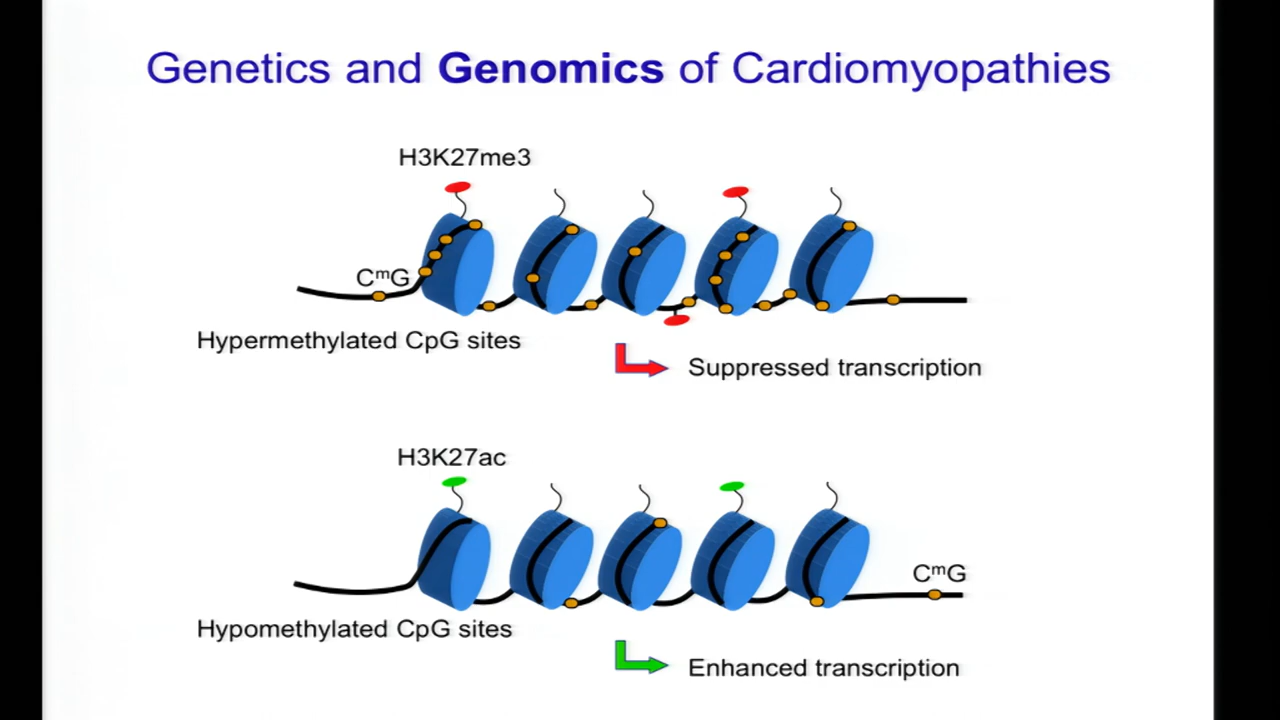 Genetics and Genomics of Cardiomyopathies
H3K27me3
CᵐG
Hypermethylated CpG sites
Suppressed transcription
H3K27ac
CᵐG
Hypomethylated CpG sites
Enhanced transcription